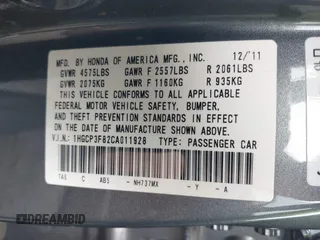 MFD. BY HONDA OF AMERICA MFG., INC. 12/'11
GVWR 4575LBS GAWR F 2557LBS R 2061LBS
GVWR 2075KG GAWR F 1160KG R 935KG
THIS VEHICLE CONFORMS TO ALL APPLICABLE
FEDERAL MOTOR VEHICLE SAFETY, BUMPER,
AND THEFT PREVENTION STANDARDS IN EFFECT
ON THE DATE OF MANUFACTURE SHOWN ABOVE.
V.I.N.: 1HGCP3F82CA011928 TYPE: PASSENGER CAR
C ABS - NH737MX - Y - A
© DREAMBID